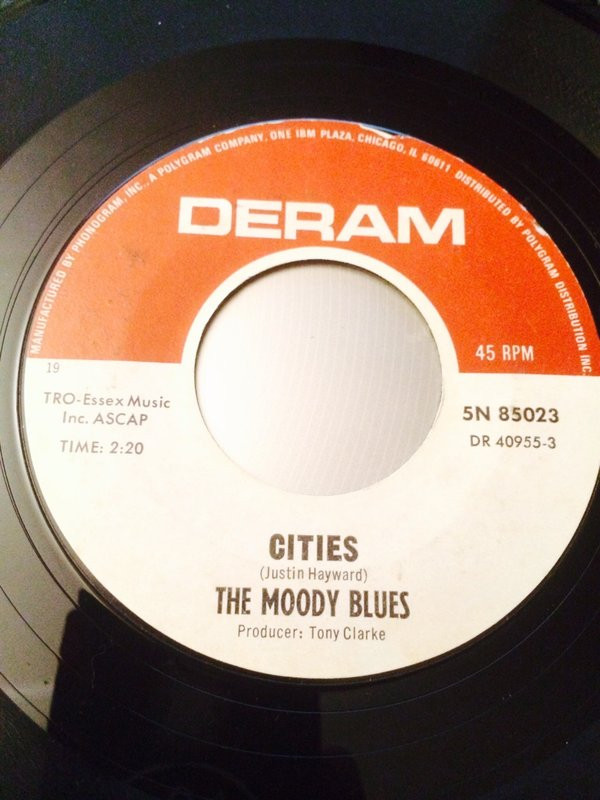 MANUFACTURED BY PHONOGRAM, INC., A POLYGRAM COMPANY, ONE IBM PLAZA, CHICAGO, IL 60611 DISTRIBUTED BY POLYGRAM DISTRIBUTION INC.
DERAM
45 RPM
19
TRO-Essex Music
Inc. ASCAP
TIME: 2:20
5N 85023
DR 40955-3
CITIES
(Justin Hayward)
THE MOODY BLUES
Producer: Tony Clarke